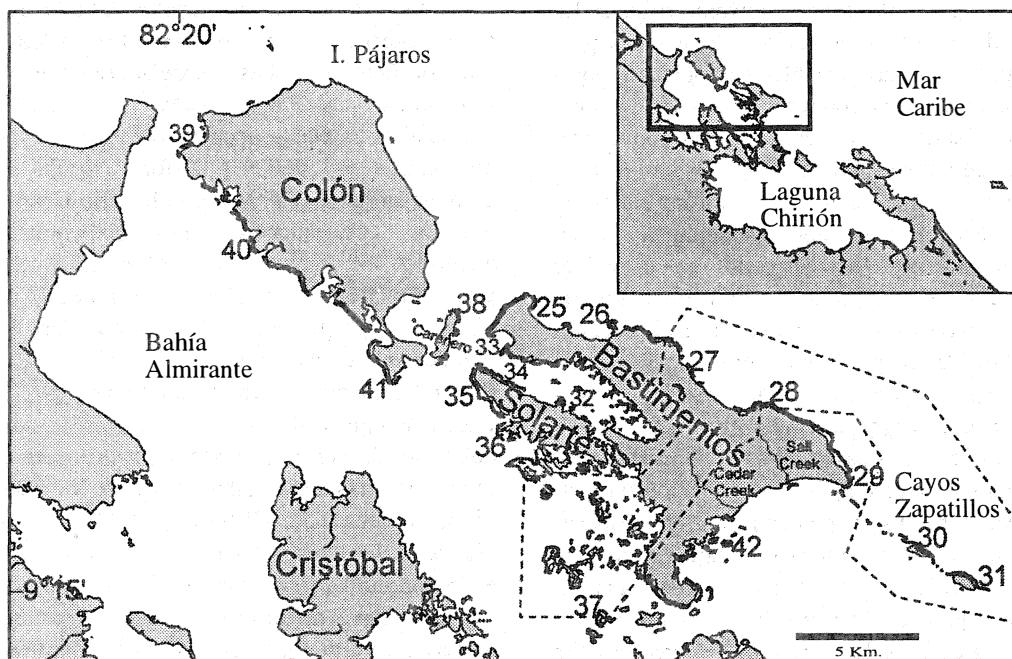 82°20'
I. Pájaros
Mar
Caribe
39
Colón
Laguna
Chirión
40
38
25
26
Carenero
33
27
Bahía
Almirante
41
34
35
32
Bastimentos
28
Solarte
36
Salt
Creek
29
Cedar
Creek
Cayos
Zapatillos
30
42
Cristóbal
31
9°15'
37
5 Km.